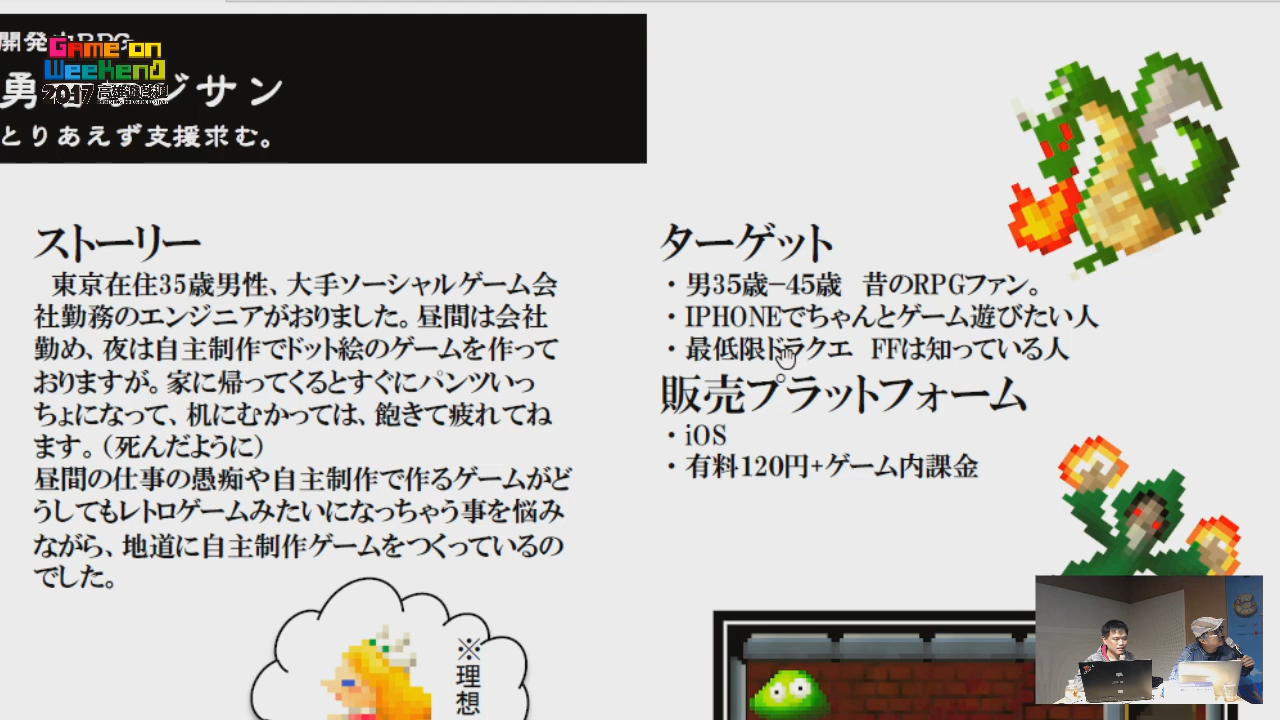 開発中RPG
Game on
Weekend
2017 高雄遊戲週
勇 ジサン
とりあえず支援求む。
ストーリー
東京在住35歳男性、大手ソーシャルゲーム会
社勤務のエンジニアがおりました。昼間は会社
勤め、夜は自主制作でドット絵のゲームを作って
おりますが。家に帰ってくるとすぐにパンツいっ
ちょになって、机にむかっては、飽きて疲れてね
ます。（死んだように）
昼間の仕事の愚痴や自主制作で作るゲームがど
うしてもレトロゲームみたいになっちゃう事を悩み
ながら、地道に自主制作ゲームをつくっているの
でした。
※理想
ターゲット
・男35歳−45歳 昔のRPGファン。
・IPHONEでちゃんとゲーム遊びたい人
・最低限ドラクエ FFは知っている人
販売プラットフォーム
・iOS
・有料120円+ゲーム内課金